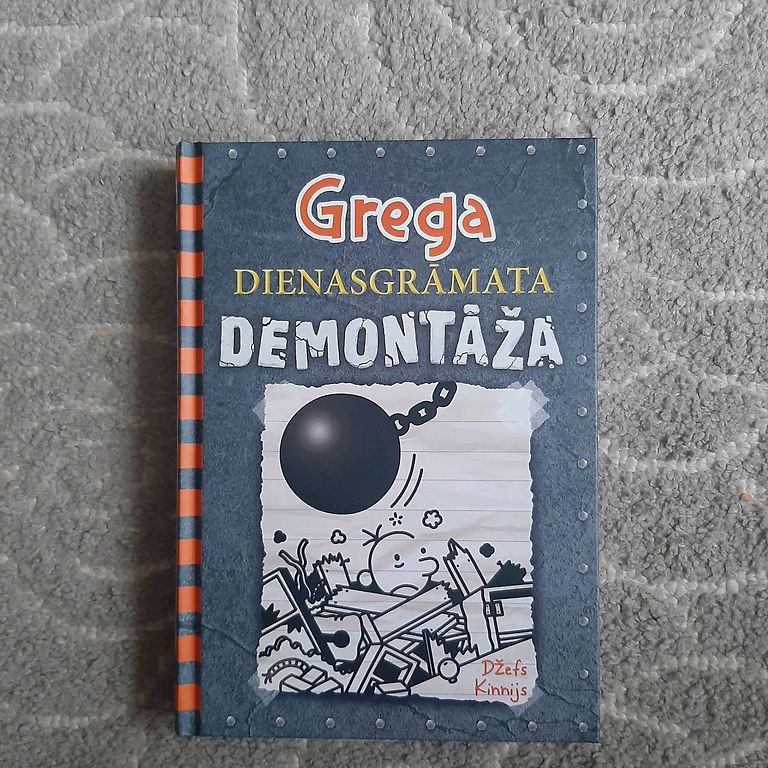 Grega
DIENASGRĀMATA
DEMONTĀŽA
Džefs
Kinnijs